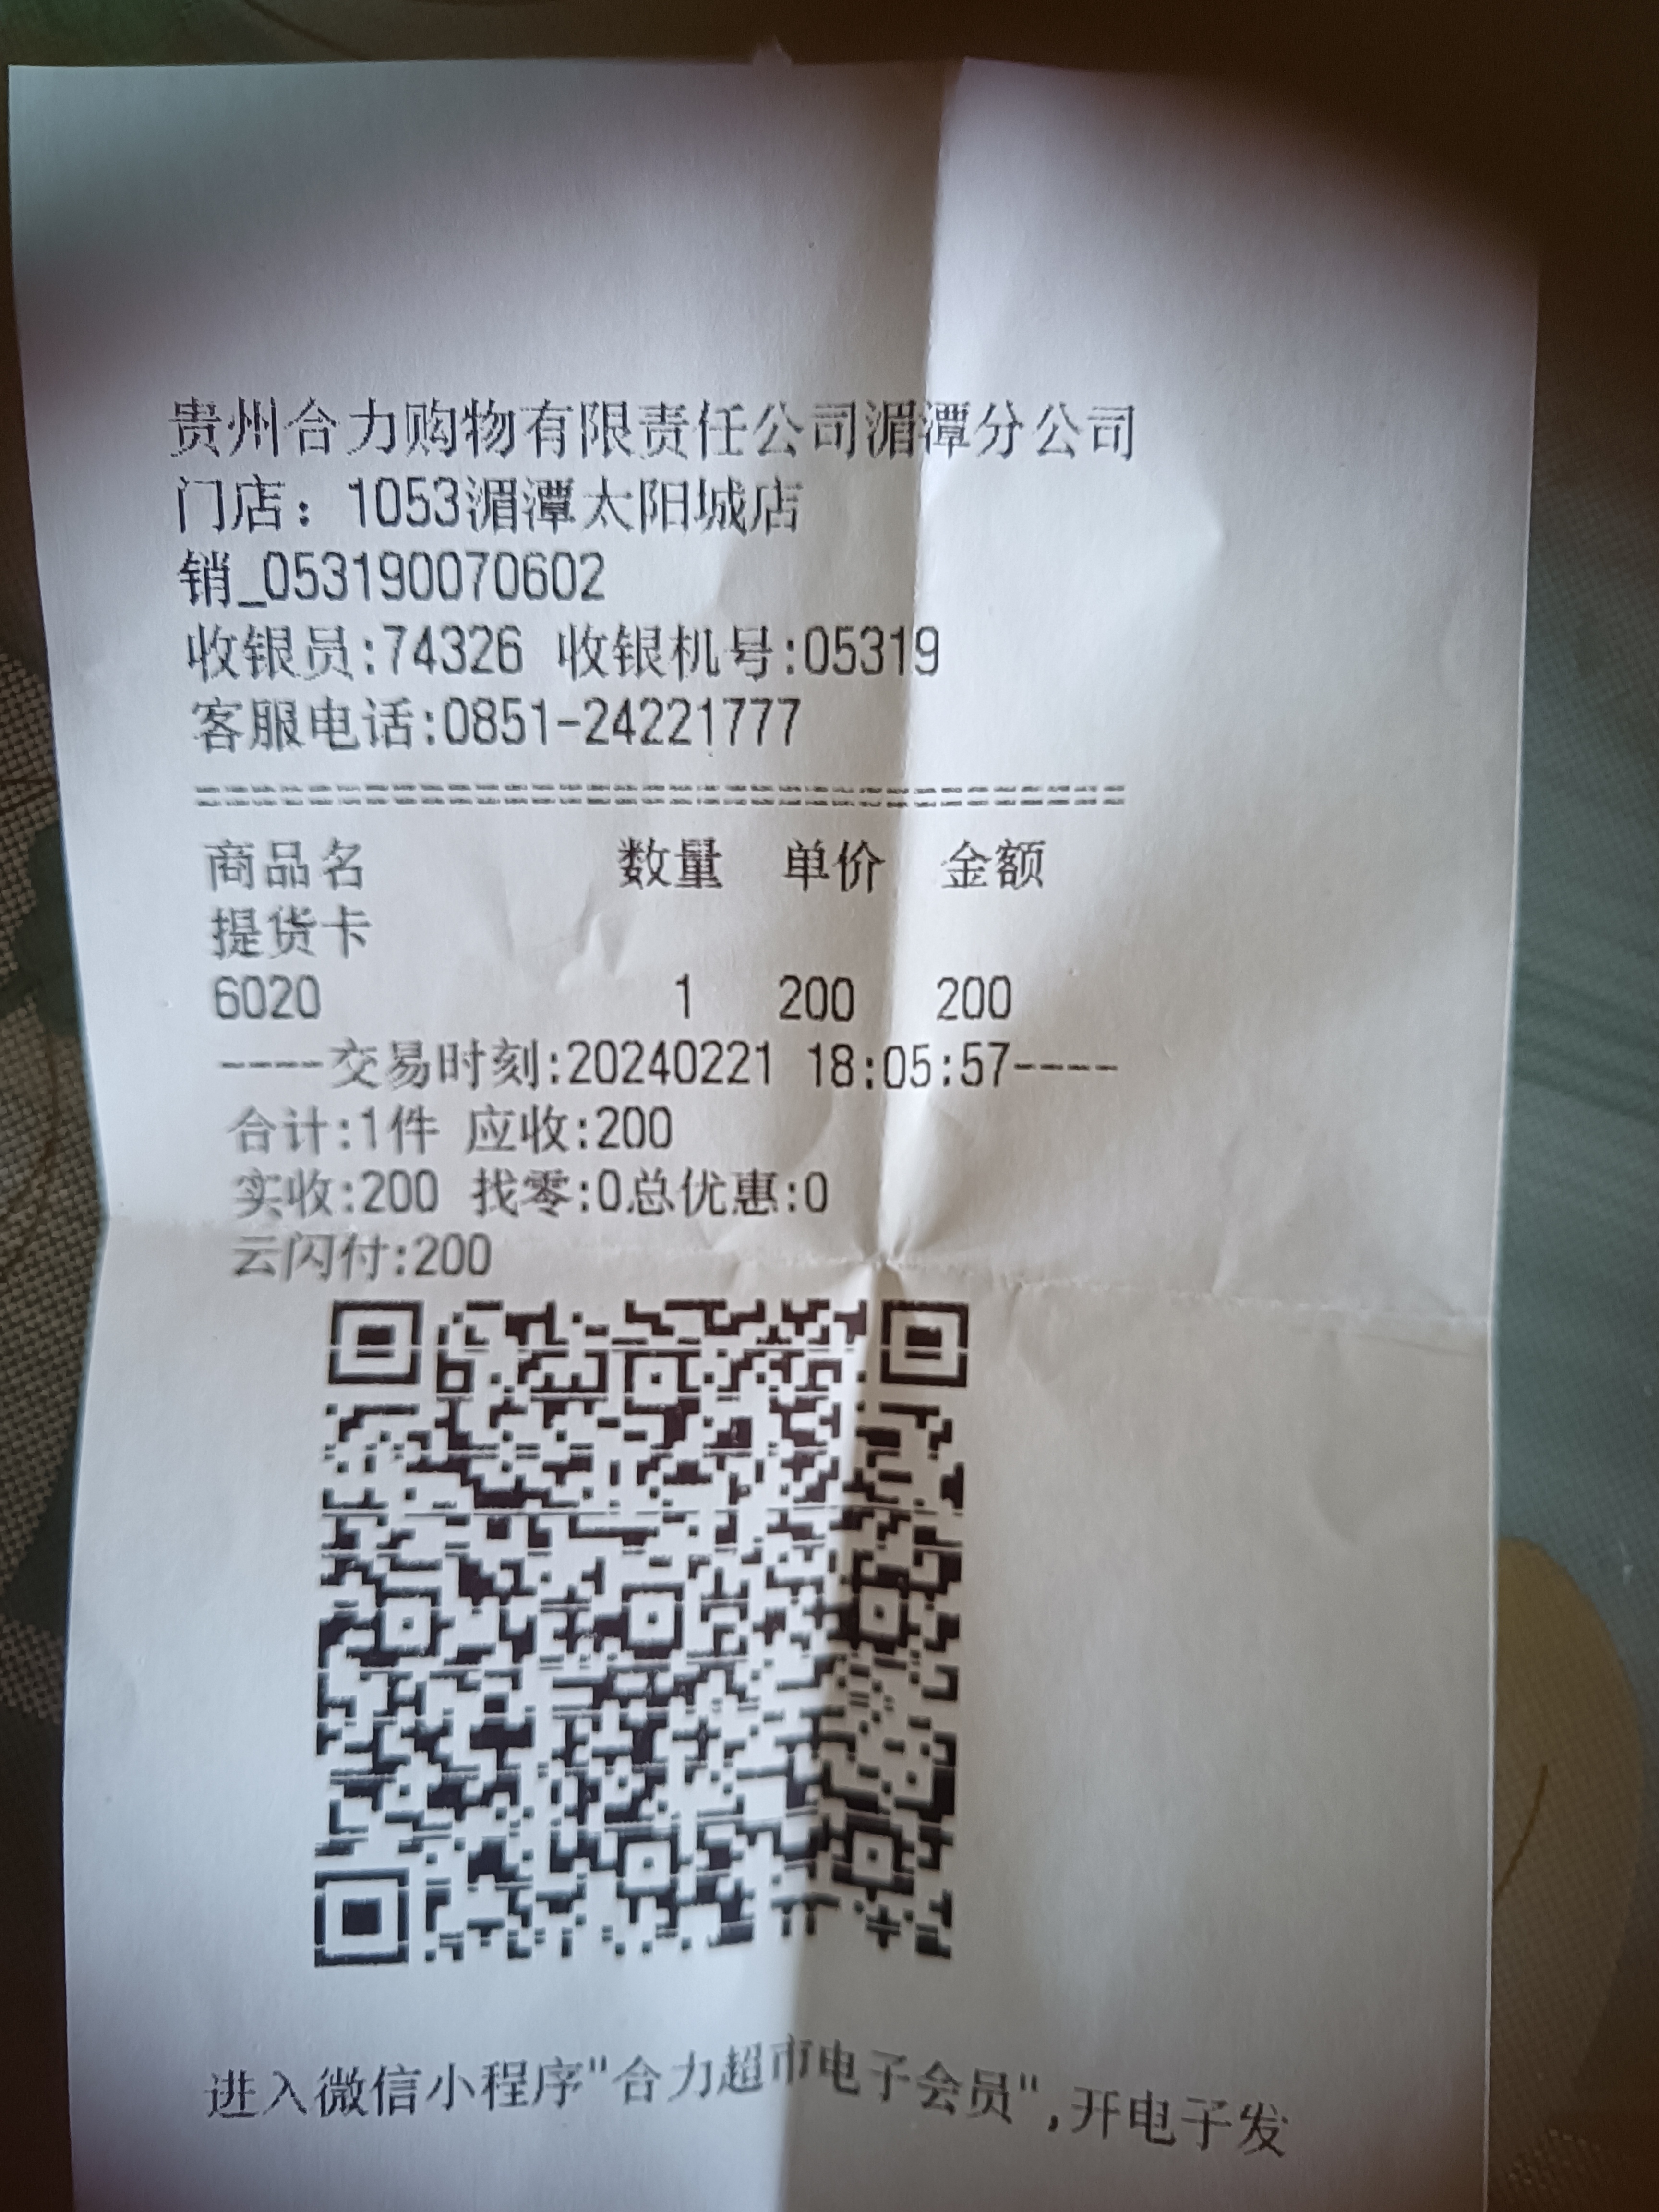 贵州合力购物有限责任公司湄潭分公司
门店：1053湄潭太阳城店
销_053190070602
收银员:74326 收银机号:05319
客服电话:0851-24221777
================================
商品名 数量 单价 金额
提货卡
6020 1 200 200
----交易时刻:20240221 18:05:57----
合计:1件 应收:200
实收:200 找零:0总优惠:0
云闪付:200
进入微信小程序"合力超市电子会员",开电子发